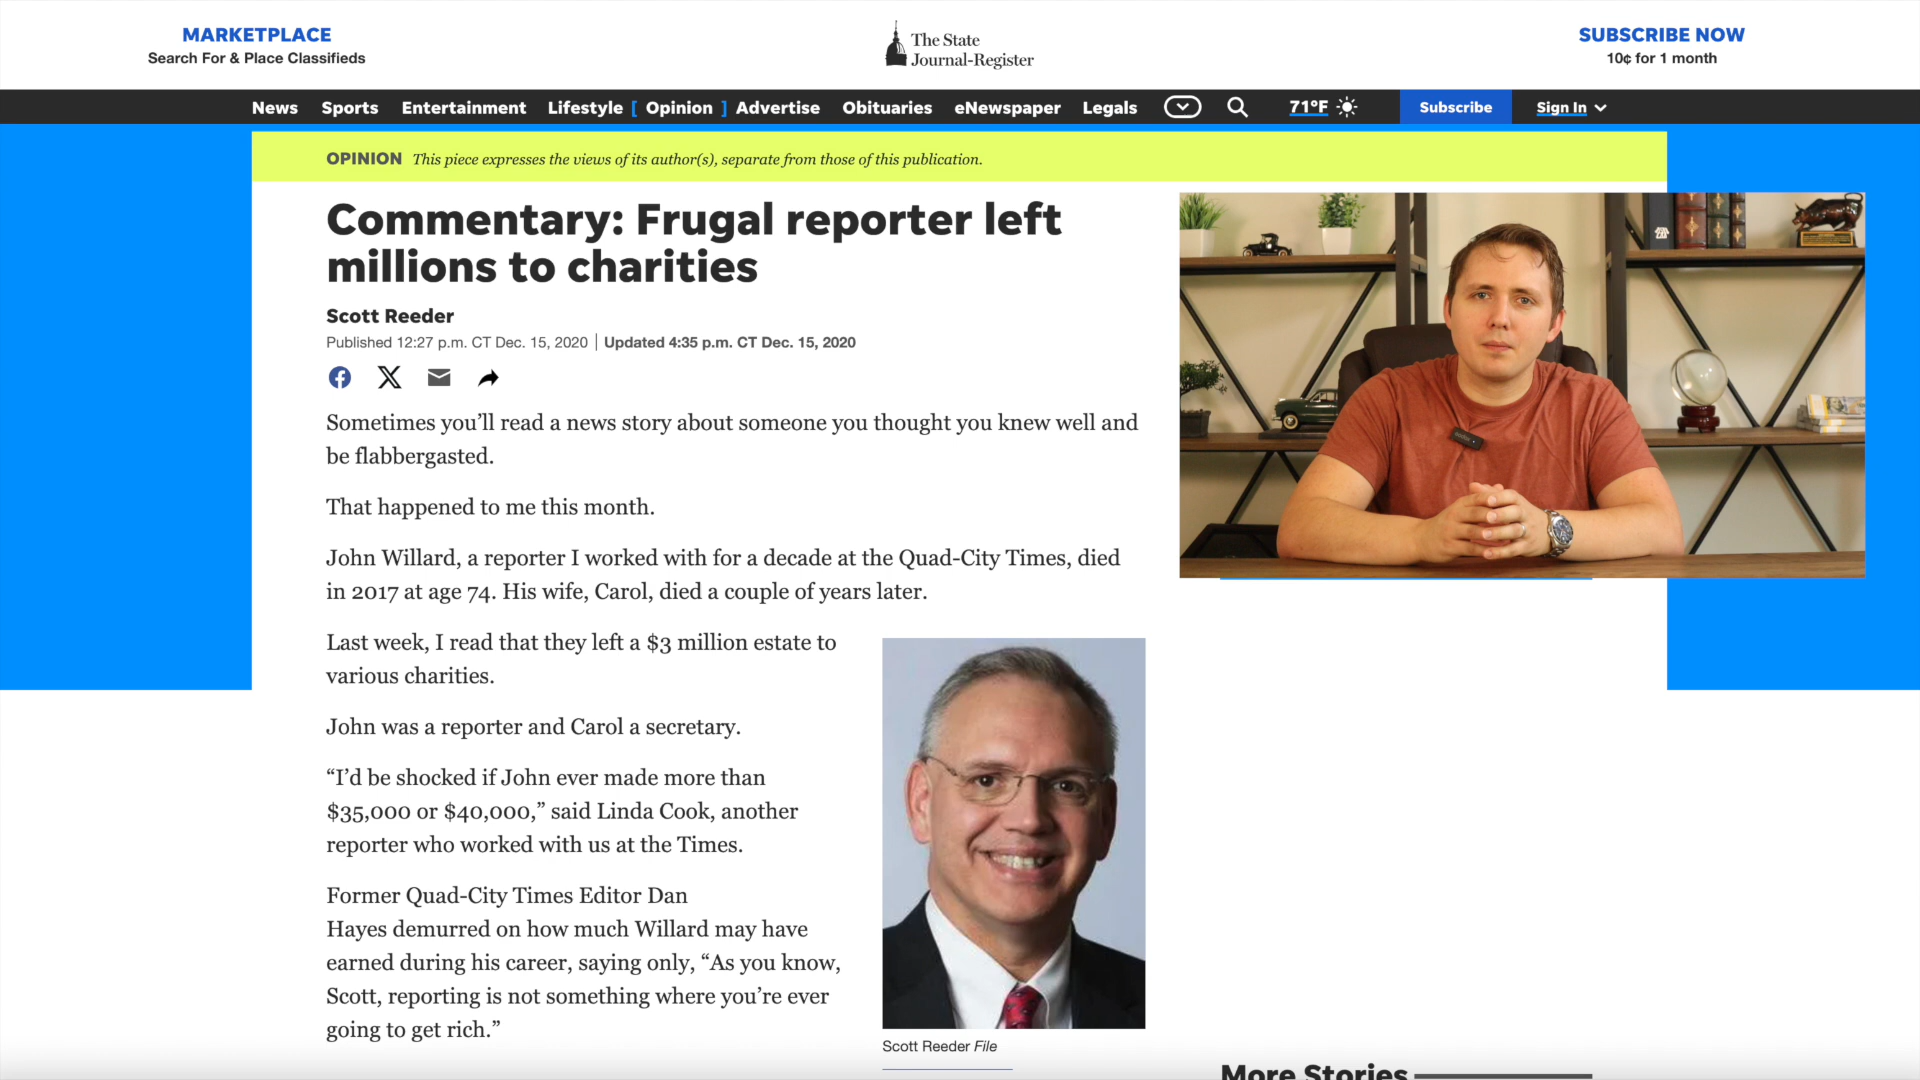 MARKETPLACE
Search For & Place Classifieds
The State
Journal-Register
SUBSCRIBE NOW
10¢ for 1 month
News Sports Entertainment Lifestyle [ Opinion ] Advertise Obituaries eNewspaper Legals 71°F Subscribe Sign In
OPINION This piece expresses the views of its author(s), separate from those of this publication.
Commentary: Frugal reporter left
millions to charities
Scott Reeder
Published 12:27 p.m. CT Dec. 15, 2020 | Updated 4:35 p.m. CT Dec. 15, 2020
Sometimes you’ll read a news story about someone you thought you knew well and
be flabbergasted.
That happened to me this month.
John Willard, a reporter I worked with for a decade at the Quad-City Times, died
in 2017 at age 74. His wife, Carol, died a couple of years later.
Last week, I read that they left a $3 million estate to
various charities.
John was a reporter and Carol a secretary.
“I’d be shocked if John ever made more than
$35,000 or $40,000,” said Linda Cook, another
reporter who worked with us at the Times.
Former Quad-City Times Editor Dan
Hayes demurred on how much Willard may have
earned during his career, saying only, “As you know,
Scott, reporting is not something where you’re ever
going to get rich.”
Scott Reeder File
More Stories